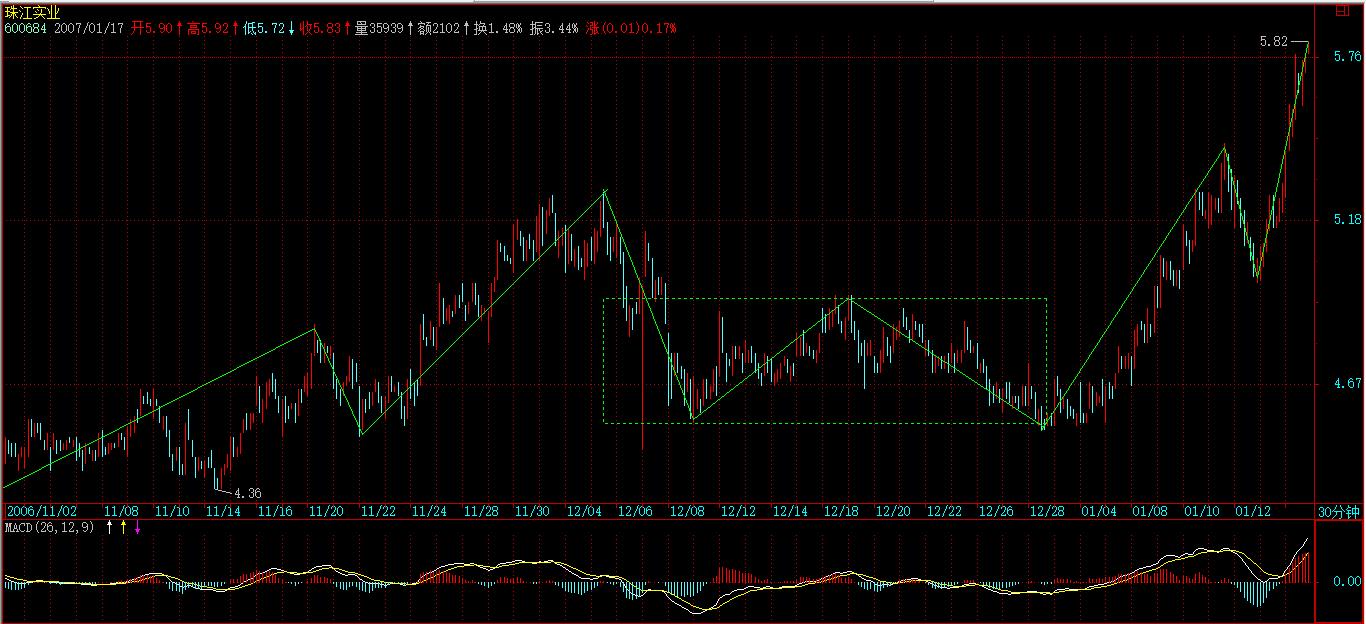 珠江实业
600684 2007/01/17 开5.90↑高5.92↑低5.72↓收5.83↑量35939↑额2102↑换1.48% 振3.44% 涨(0.01)0.17%
5.82
5.76
5.18
4.67
4.36
2006/11/02 11/08 11/10 11/14 11/16 11/20 11/22 11/24 11/28 11/30 12/04 12/06 12/08 12/12 12/14 12/18 12/20 12/22 12/26 12/28 01/04 01/08 01/10 01/12 30分钟
MACD(26,12,9) ↑ ↑ ↓
0.00